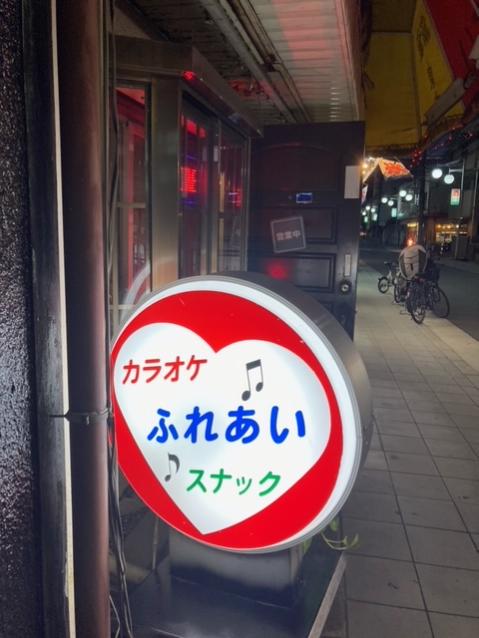 営業中
カラオケ
ふれあい
スナック